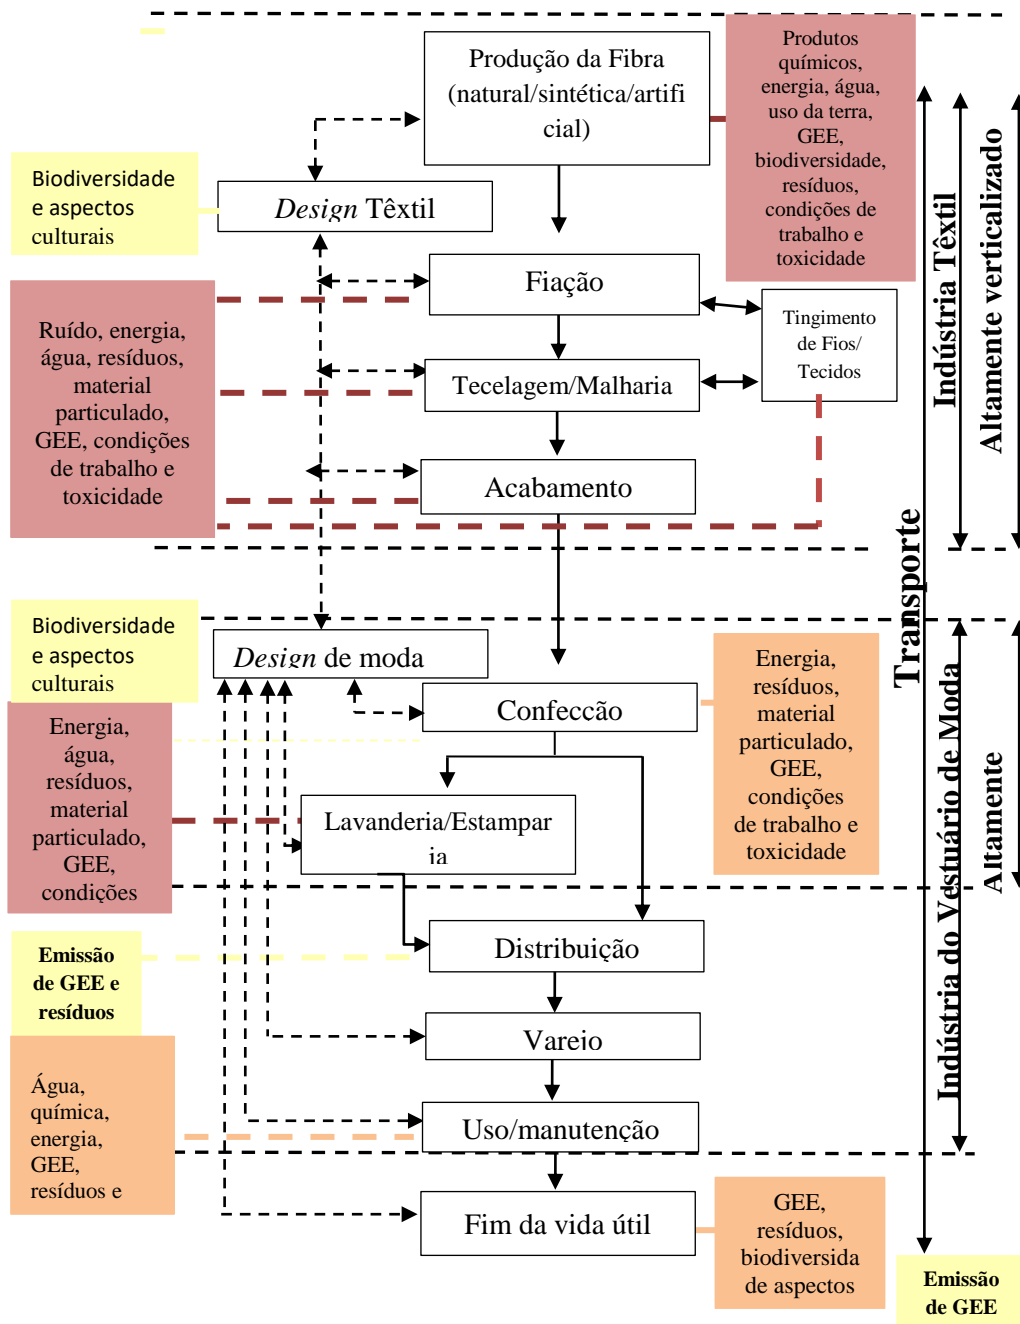 Produção da Fibra
(natural/sintética/artifi
cial)
Produtos
químicos,
energia, água,
uso da terra,
GEE,
biodiversidade,
resíduos,
condições de
trabalho e
toxicidade
Biodiversidade
e aspectos
culturais
Design Têxtil
Fiação
Ruído, energia,
água, resíduos,
material
particulado,
GEE, condições
de trabalho e
toxicidade
Tingimento
de Fios/
Tecidos
Tecelagem/Malharia
Acabamento
Indústria Têxtil
Altamente verticalizado
Transporte
Biodiversidade
e aspectos
culturais
Design de moda
Confecção
Energia,
resíduos,
material
particulado,
GEE,
condições
de trabalho e
toxicidade
Energia,
água,
resíduos,
material
particulado,
GEE,
condições
Lavanderia/Estampar
ia
Indústria do Vestuário de Moda
Altamente
Distribuição
Emissão
de GEE e
resíduos
Varejo
Água,
química,
energia,
GEE,
resíduos e
Uso/manutenção
Fim da vida útil
GEE,
resíduos,
biodiversida
de aspectos
Emissão
de GEE